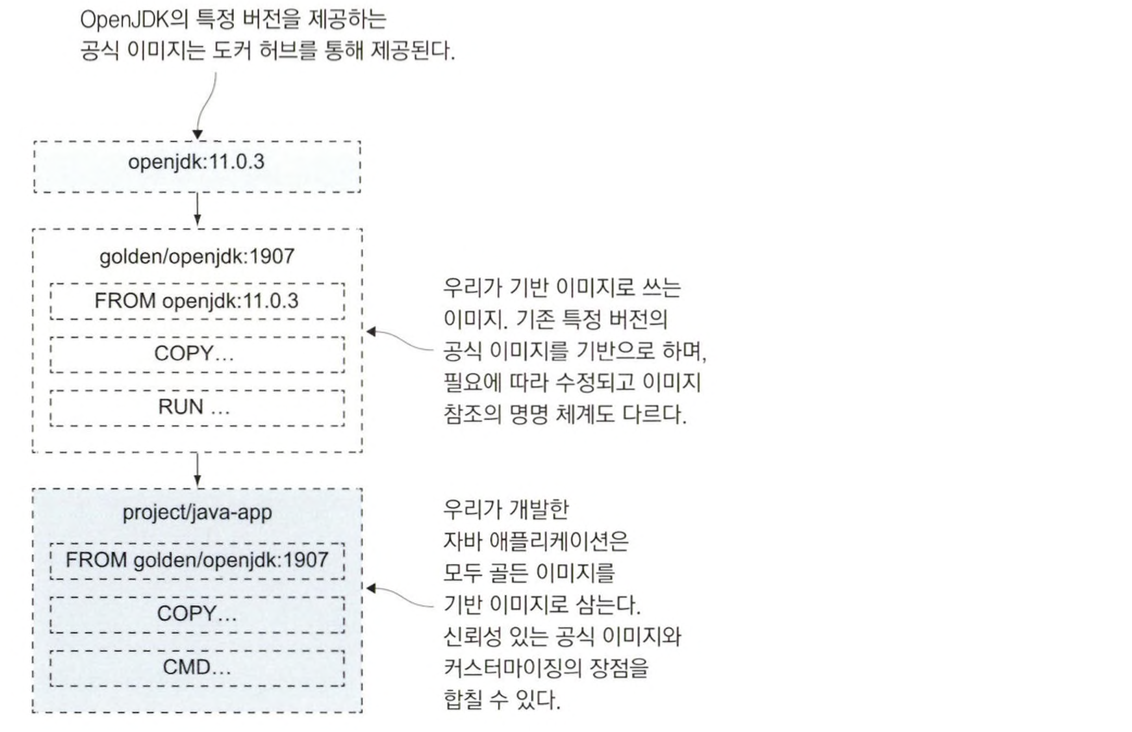 OpenJDK의 특정 버전을 제공하는
공식 이미지는 도커 허브를 통해 제공된다.
openjdk:11.0.3
golden/openjdk:1907
FROM openjdk:11.0.3
COPY…
RUN …
우리가 기반 이미지로 쓰는
이미지. 기존 특정 버전의
공식 이미지를 기반으로 하며,
필요에 따라 수정되고 이미지
참조의 명명 체계도 다르다.
project/java-app
FROM golden/openjdk:1907
COPY…
CMD…
우리가 개발한
자바 애플리케이션은
모두 골든 이미지를
기반 이미지로 삼는다.
신뢰성 있는 공식 이미지와
커스터마이징의 장점을
합칠 수 있다.